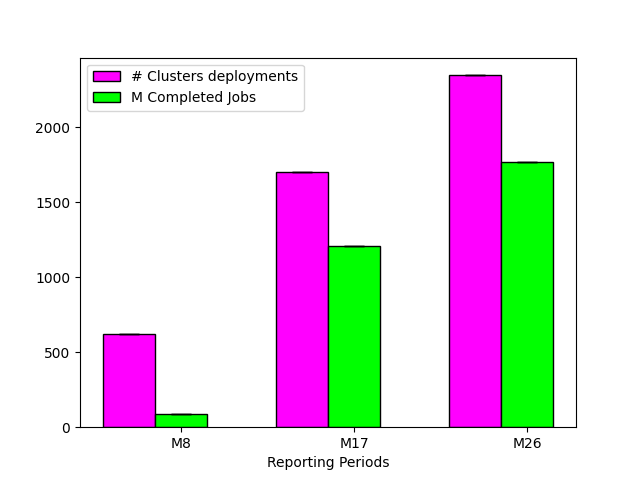 # Clusters deployments
M Completed Jobs
2000
1500
1000
500
0
M8 M17 M26
Reporting Periods